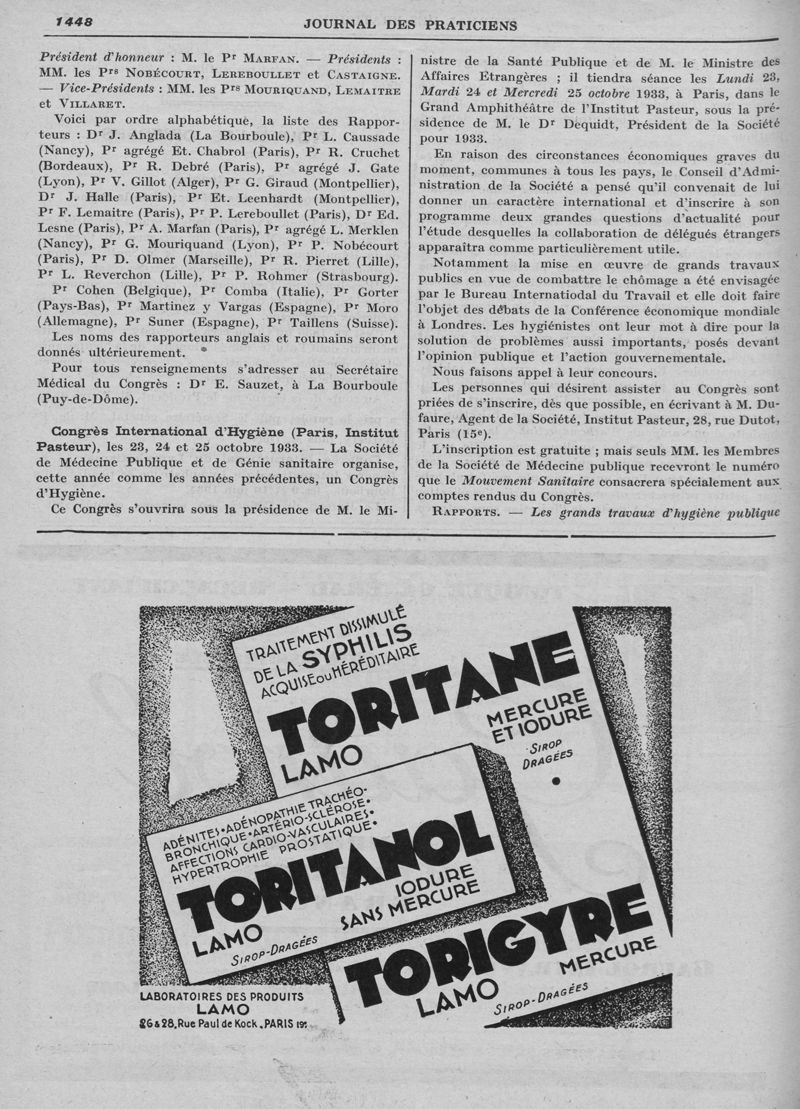 1448
JOURNAL DES PRATICIENS
Président d'honneur : M. le Pr MARFAN. — Présidents :
MM. les Prs NOBÉCOURT, LEREBOULLET et CASTAIGNE.
— Vice-Présidents : MM. les Prs MOURIQUAND, LEMAITRE
et VILLARET.
Voici par ordre alphabétique, la liste des Rappor-
teurs : Dr J. Anglada (La Bourboule), Pr L. Caussade
(Nancy), Pr agrégé Et. Chabrol (Paris), Pr R. Cruchet
(Bordeaux), Pr R. Debré (Paris), Pr agrégé J. Gate
(Lyon), Pr V. Gillot (Alger), Pr G. Giraud (Montpellier),
Dr J. Halle (Paris), Pr Et. Leenhardt (Montpellier),
Pr F. Lemaitre (Paris), Pr P. Lereboullet (Paris), Dr Ed.
Lesne (Paris), Pr A. Marfan (Paris), Pr agrégé L. Merklen
(Nancy), Pr G. Mouriquand (Lyon), Pr P. Nobécourt
(Paris), Pr D. Olmer (Marseille), Pr R. Pierret (Lille),
Pr L. Reverchon (Lille), Pr P. Rohmer (Strasbourg).
Pr Cohen (Belgique), Pr Comba (Italie), Pr Gorter
(Pays-Bas), Pr Martinez y Vargas (Espagne), Pr Moro
(Allemagne), Pr Suner (Espagne), Pr Taillens (Suisse).
Les noms des rapporteurs anglais et roumains seront
donnés ultérieurement.
Pour tous renseignements s'adresser au Secrétaire
Médical du Congrès : Dr E. Sauzet, à La Bourboule
(Puy-de-Dôme).
Congrès International d'Hygiène (Paris, Institut
Pasteur), les 23, 24 et 25 octobre 1933. — La Société
de Médecine Publique et de Génie sanitaire organise,
cette année comme les années précédentes, un Congrès
d'Hygiène.
Ce Congrès s'ouvrira sous la présidence de M. le Mi-
nistre de la Santé Publique et de M. le Ministre des
Affaires Etrangères ; il tiendra séance les Lundi 23,
Mardi 24 et Mercredi 25 octobre 1933, à Paris, dans le
Grand Amphithéâtre de l'Institut Pasteur, sous la pré-
sidence de M. le Dr Dequidt, Président de la Société
pour 1933.
En raison des circonstances économiques graves du
moment, communes à tous les pays, le Conseil d'Admi-
nistration de la Société a pensé qu'il convenait de lui
donner un caractère international et d'inscrire à son
programme deux grandes questions d'actualité pour
l'étude desquelles la collaboration de délégués étrangers
apparaîtra comme particulièrement utile.
Notamment la mise en œuvre de grands travaux
publics en vue de combattre le chômage a été envisagée
par le Bureau Internatiodal du Travail et elle doit faire
l'objet des débats de la Conférence économique mondiale
à Londres. Les hygiénistes ont leur mot à dire pour la
solution de problèmes aussi importants, posés devant
l'opinion publique et l'action gouvernementale.
Nous faisons appel à leur concours.
Les personnes qui désirent assister au Congrès sont
priées de s'inscrire, dès que possible, en écrivant à M. Du-
faure, Agent de la Société, Institut Pasteur, 28, rue Dutot,
Paris (15e).
L'inscription est gratuite ; mais seuls MM. les Membres
de la Société de Médecine publique recevront le numéro
que le Mouvement Sanitaire consacrera spécialement aux
comptes rendus du Congrès.
RAPPORTS. — Les grands travaux d'hygiène publique
TRAITEMENT DISSIMULÉ
DE LA SYPHILIS
ACQUISE OU HÉRÉDITAIRE
TORITANE
LAMO
MERCURE
ET IODURE
SIROP
DRAGÉES
ADÉNITES•ADÉNOPATHIE TRACHÉO-
BRONCHIQUE•ARTÉRIO-SCLÉROSE•
AFFECTIONS CARDIO-VASCULAIRES•
HYPERTROPHIE PROSTATIQUE•
TORITANOL
LAMO
IODURE
SANS MERCURE
SIROP-DRAGÉES
TORIGYRE
LAMO
MERCURE
SIROP-DRAGÉES
LABORATOIRES DES PRODUITS
LAMO
26 & 28, Rue Paul de Kock, PARIS 19e